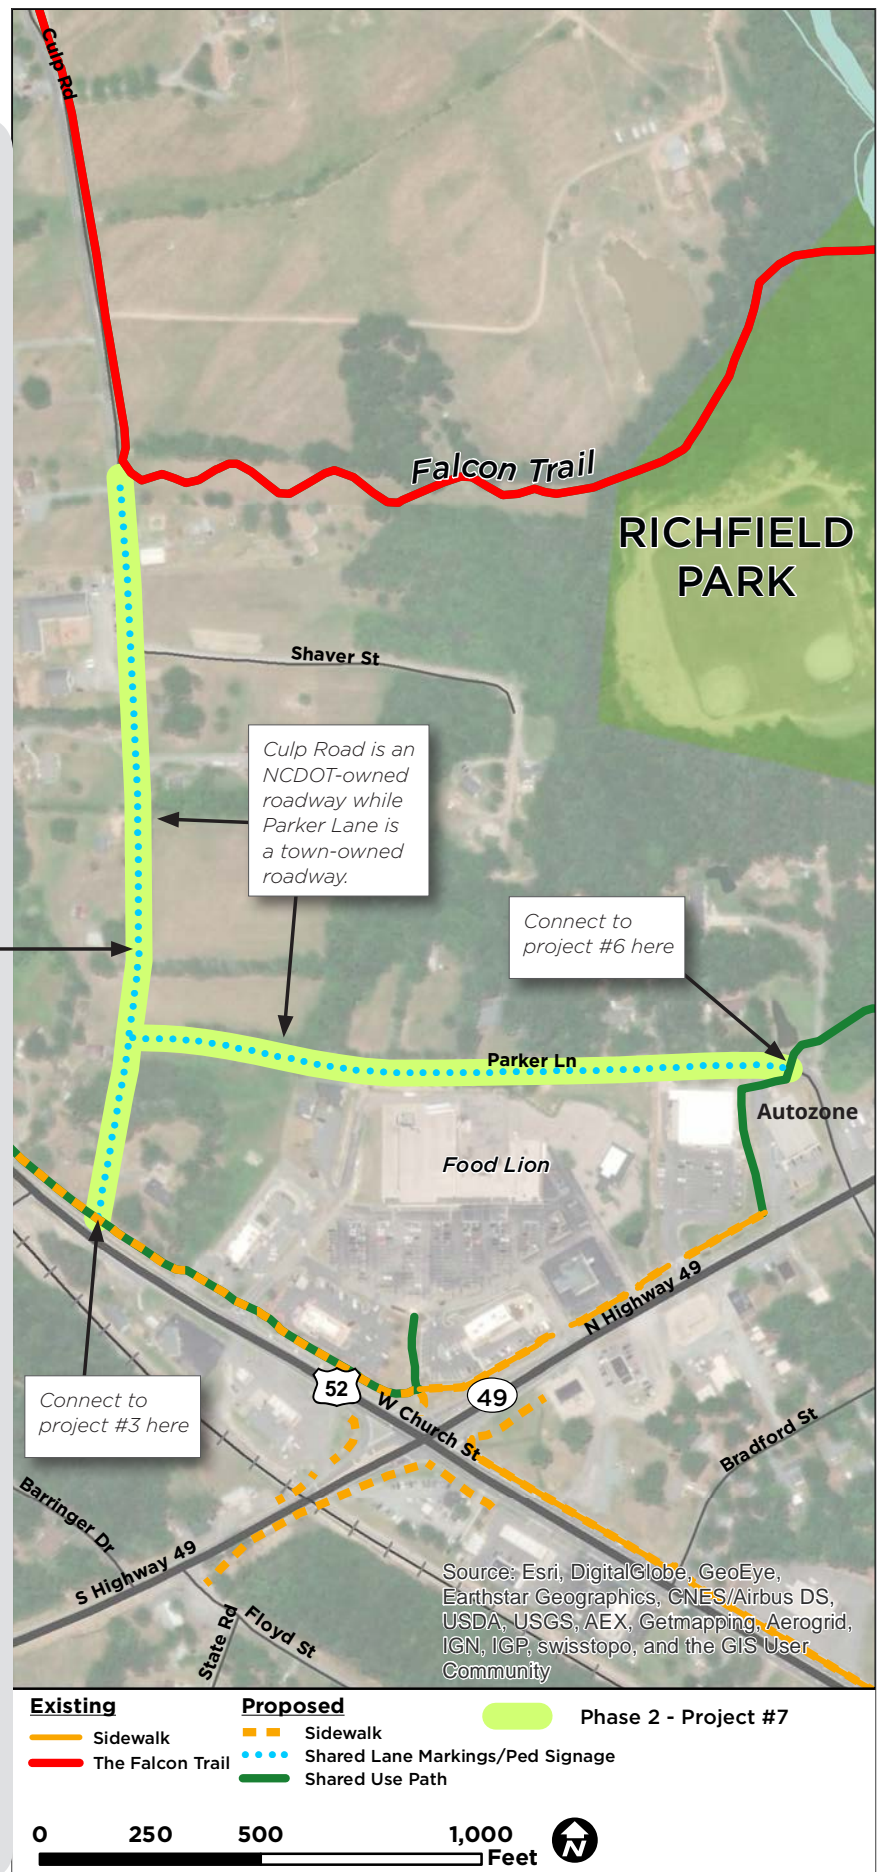 Culp Rd
Falcon Trail
RICHFIELD
PARK
Shaver St
Culp Road is an
NCDOT-owned
roadway while
Parker Lane is
a town-owned
roadway.
Connect to
project #6 here
Parker Ln
Autozone
Food Lion
N Highway 49
52
49
W Church St
Connect to
project #3 here
Bradford St
Barringer Dr
S Highway 49
State Rd
Floyd St
Source: Esri, DigitalGlobe, GeoEye,
Earthstar Geographics, CNES/Airbus DS,
USDA, USGS, AEX, Getmapping, Aerogrid,
IGN, IGP, swisstopo, and the GIS User
Community
Existing
Sidewalk
The Falcon Trail
Proposed
Sidewalk
Shared Lane Markings/Ped Signage
Shared Use Path
Phase 2 - Project #7
0 250 500 1,000
Feet
N